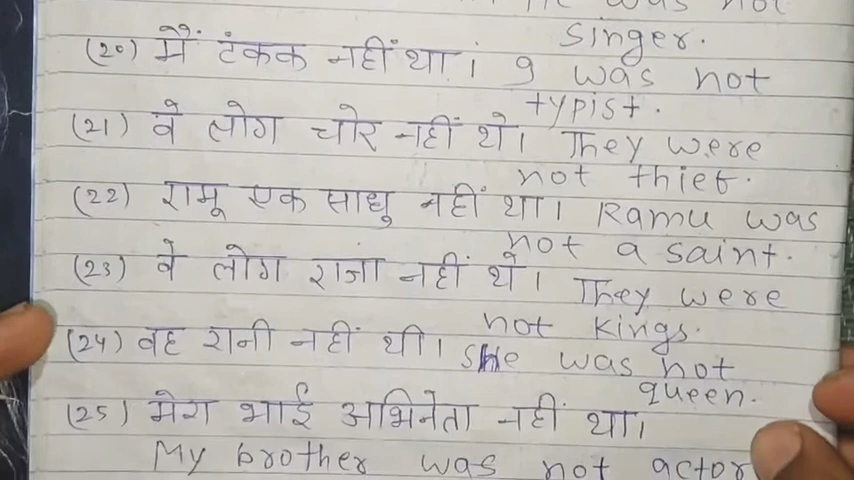 was not
singer.
(20) मैं टंकक नहीं था। I was not
typist.
(21) वे लोग चोर नहीं थे। They were
not thief.
(22) रामू एक साधु नहीं था। Ramu was
not a saint.
(23) वे लोग राजा नहीं थे। They were
not kings.
(24) वह रानी नहीं थी। She was not
queen.
(25) मेरा भाई अभिनेता नहीं था।
My brother was not actor